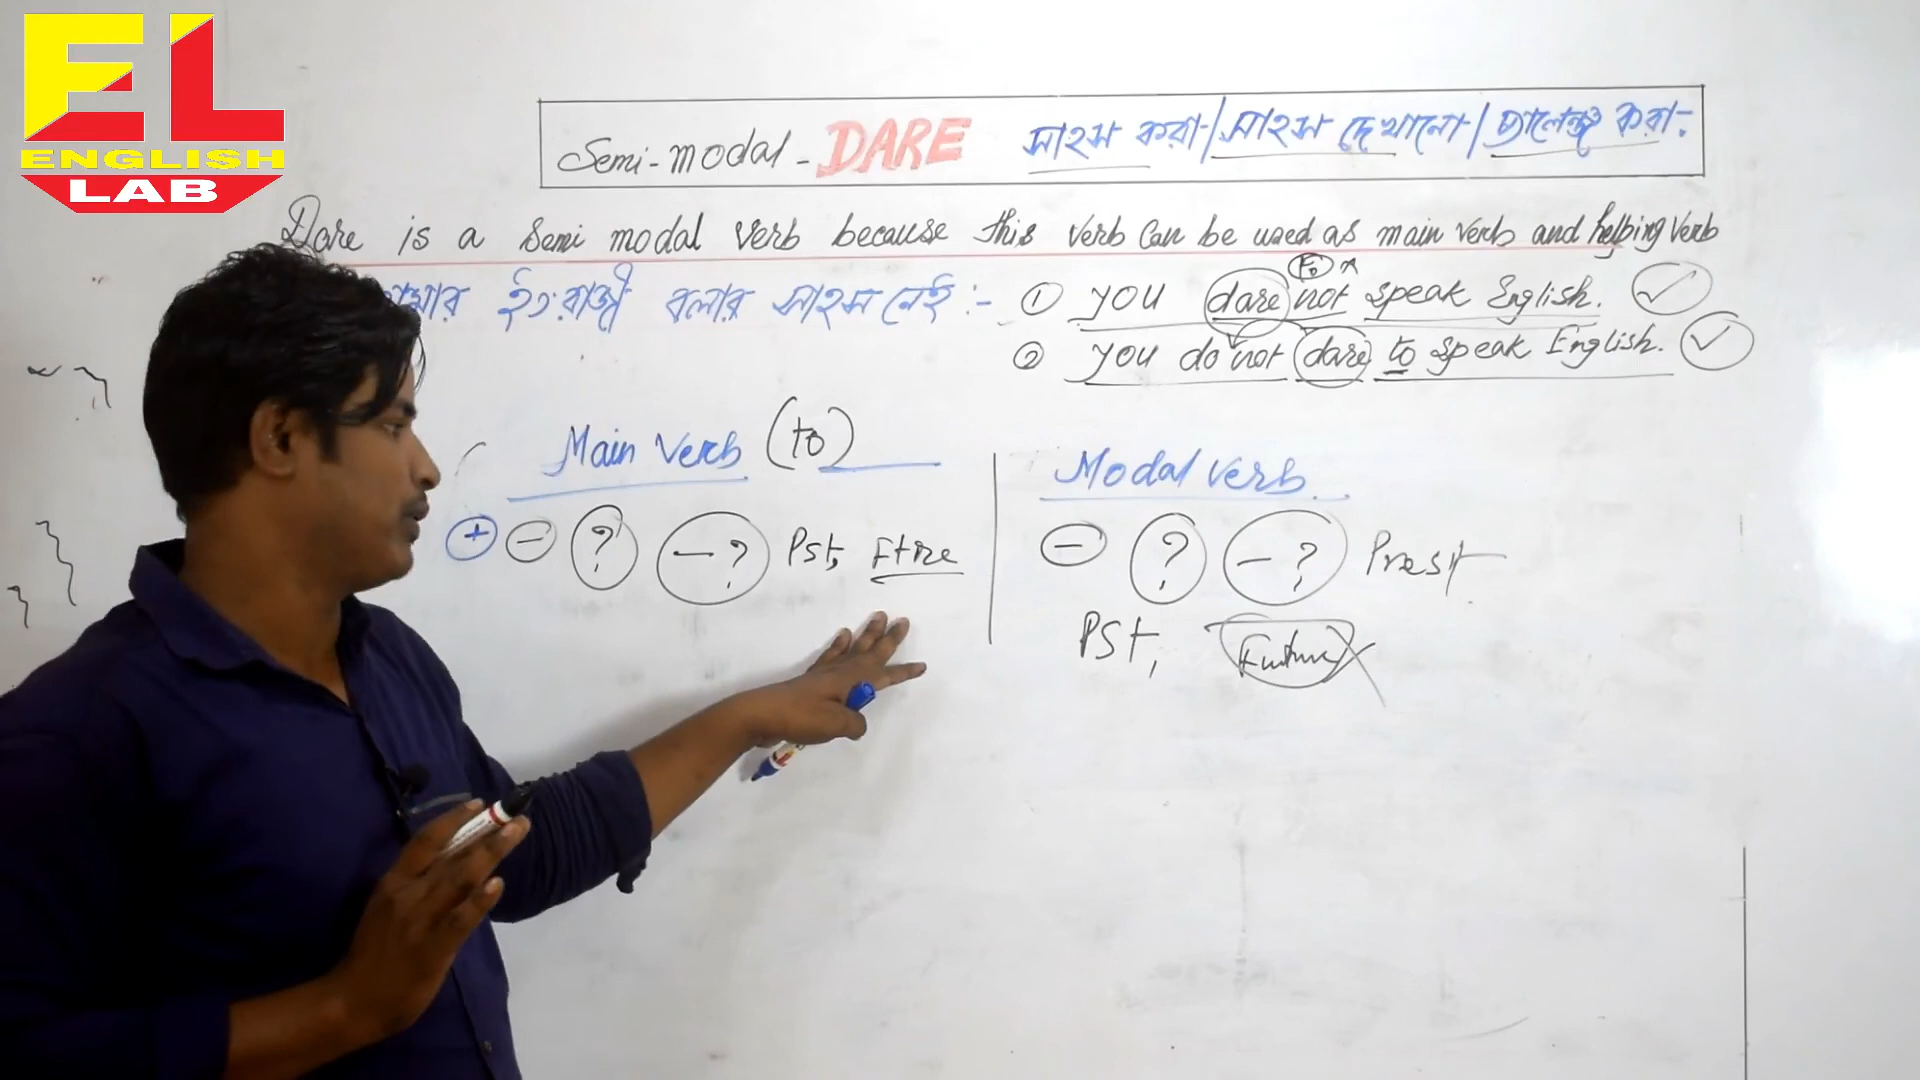 EL
ENGLISH
LAB
Semi-modal - DARE সাহস করা / সাহস দেখানো / চ্যালেঞ্জ করা:
Dare is a semi modal verb because this verb can be used as main verb and helping verb
ইংরাজী বলার সাহস নেই :- ① you dare not speak English. ✓
② you do not dare to speak English. ✓
Main Verb (to)
Modal Verb
+ − ? −? Pst,
− ? −?
PSt, Future